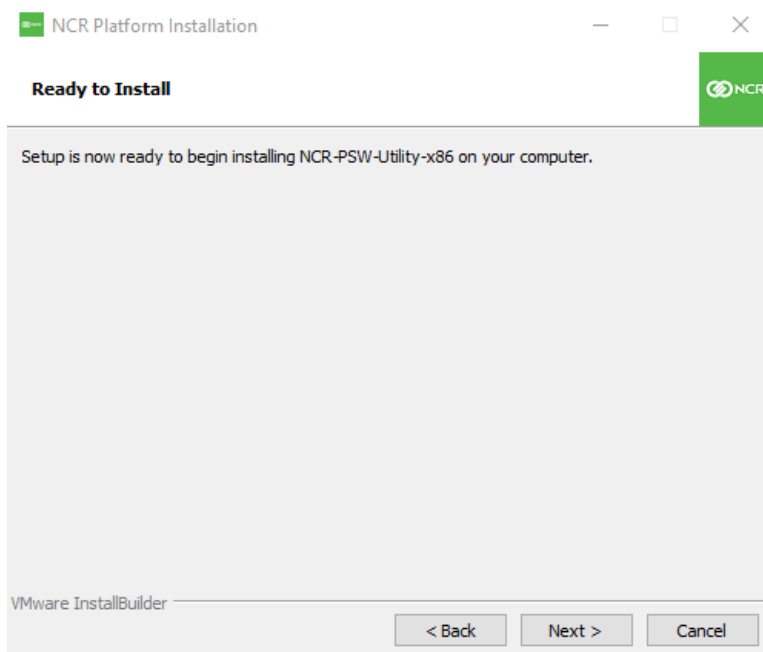 NCR Platform Installation
Ready to Install
NCR
Setup is now ready to begin installing NCR-PSW-Utility-x86 on your computer.
VMware InstallBuilder
< Back
Next >
Cancel